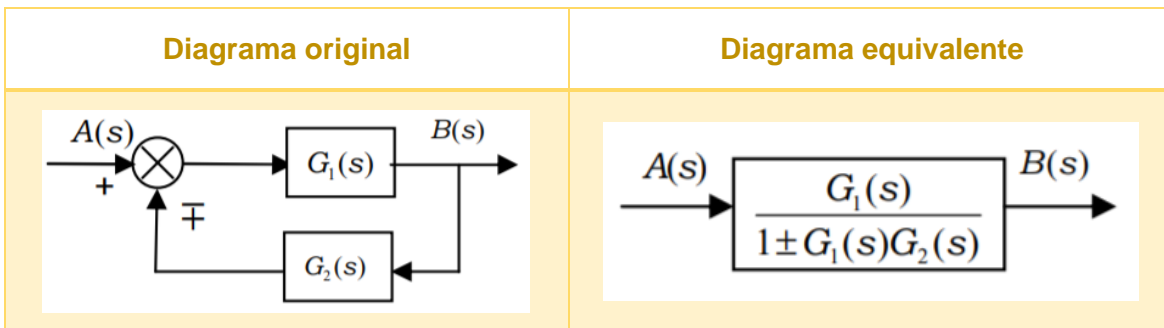 Diagrama original
Diagrama equivalente
A(s)
+
∓
G₁(s)
B(s)
G₂(s)
A(s)
G₁(s)
1±G₁(s)G₂(s)
B(s)